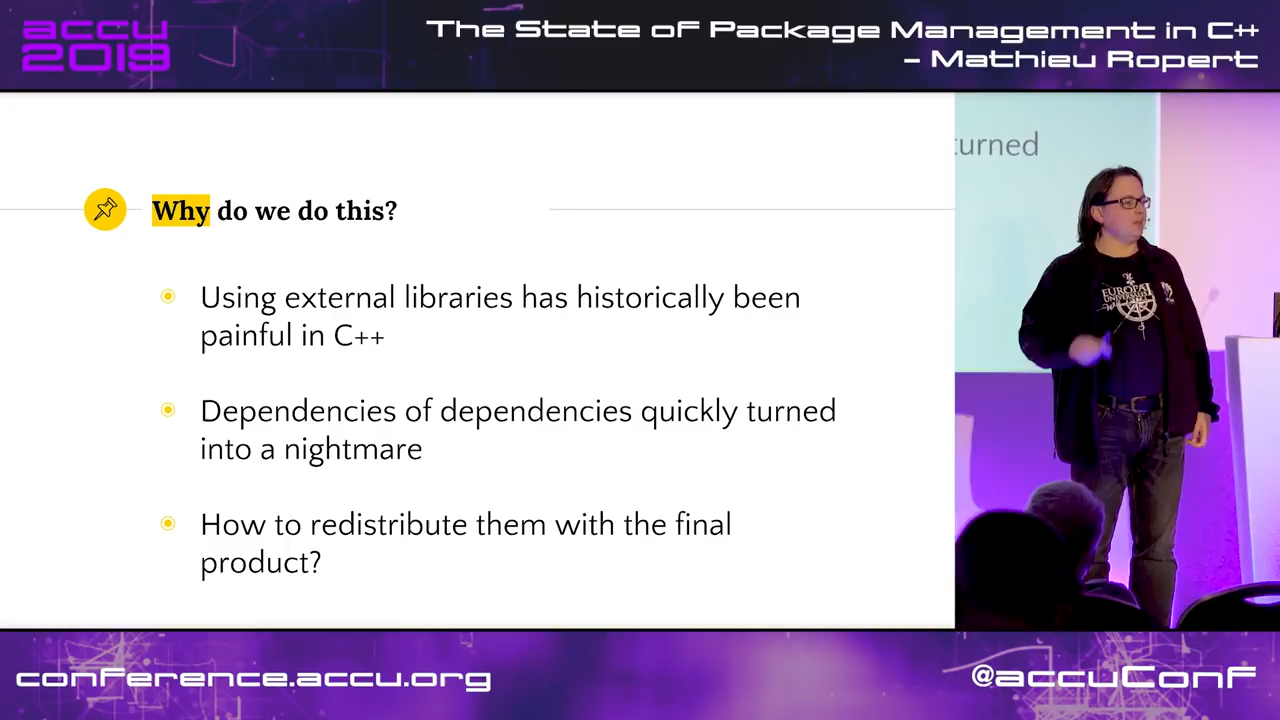 accu
2019
The State of Package Management in C++
– Mathieu Ropert
Why do we do this?
Using external libraries has historically been
painful in C++
Dependencies of dependencies quickly turned
into a nightmare
How to redistribute them with the final
product?
turned
EUROPA
UNIVERSALIS
conference.accu.org
@accuConf